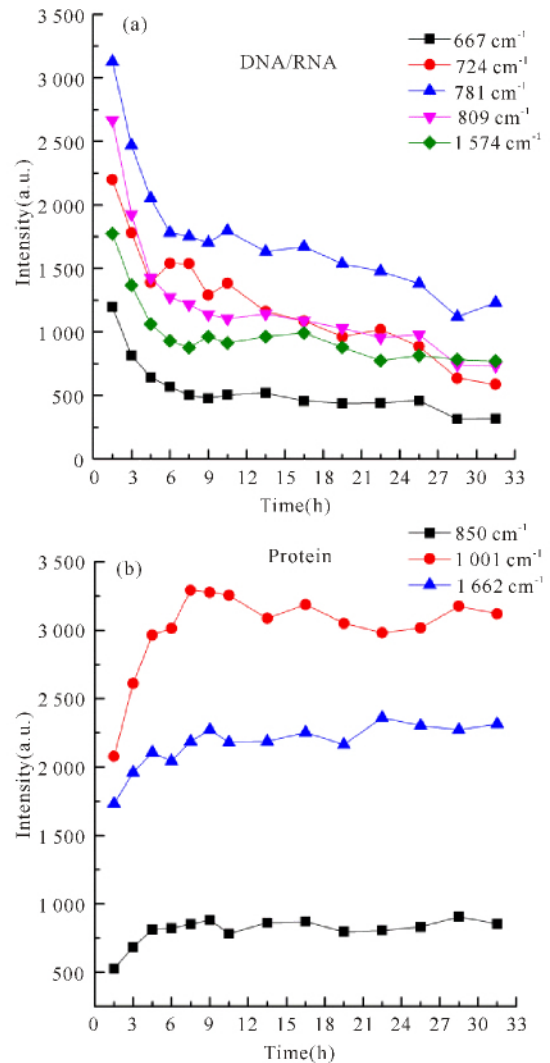 (a)
DNA/RNA
667 cm⁻¹
724 cm⁻¹
781 cm⁻¹
809 cm⁻¹
1 574 cm⁻¹
3 500
3 000
2 500
2 000
1 500
1 000
500
0
Intensity(a.u.)
0 3 6 9 12 15 18 21 24 27 30 33
Time(h)
(b)
Protein
850 cm⁻¹
1 001 cm⁻¹
1 662 cm⁻¹
3 500
3 000
2 500
2 000
1 500
1 000
500
Intensity(a.u.)
0 3 6 9 12 15 18 21 24 27 30 33
Time(h)